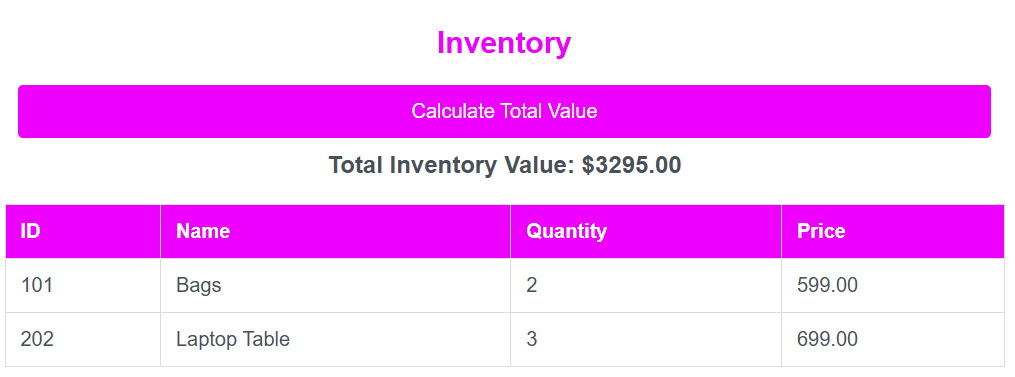 Inventory
Calculate Total Value
Total Inventory Value: $3295.00
ID Name Quantity Price
101 Bags 2 599.00
202 Laptop Table 3 699.00